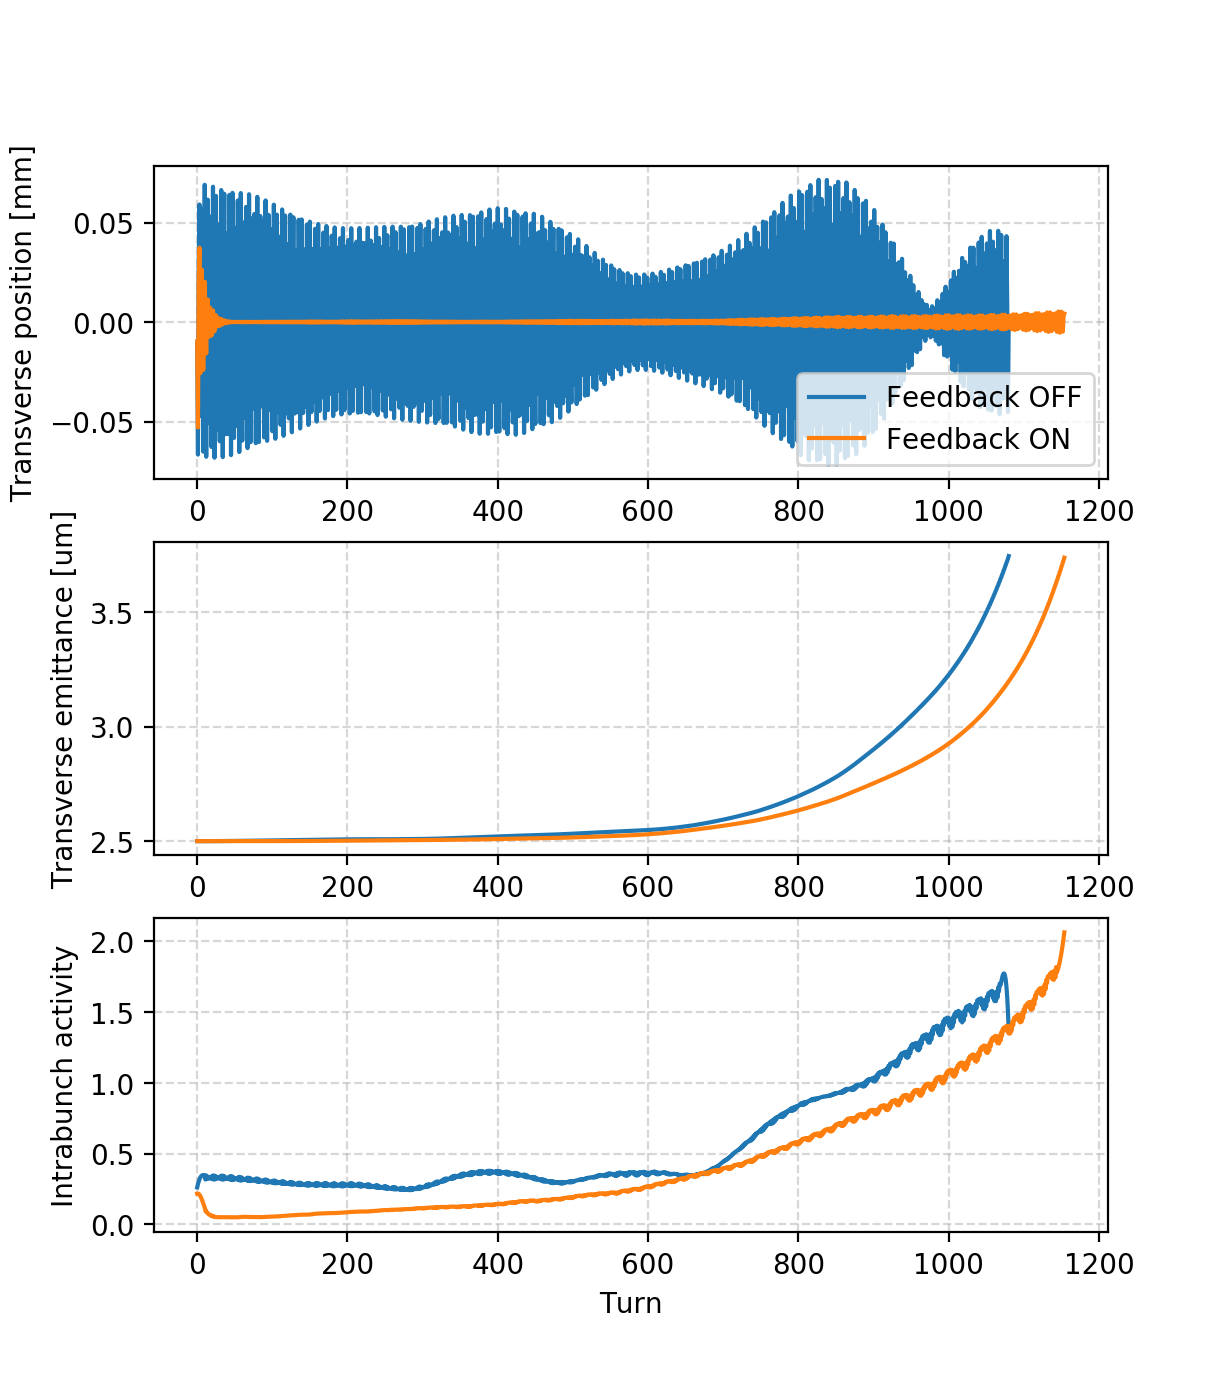 Transverse position [mm]
0.05
0.00
−0.05
Feedback OFF
Feedback ON
0 200 400 600 800 1000 1200
Transverse emittance [um]
3.5
3.0
2.5
0 200 400 600 800 1000 1200
Intrabunch activity
2.0
1.5
1.0
0.5
0.0
0 200 400 600 800 1000 1200
Turn